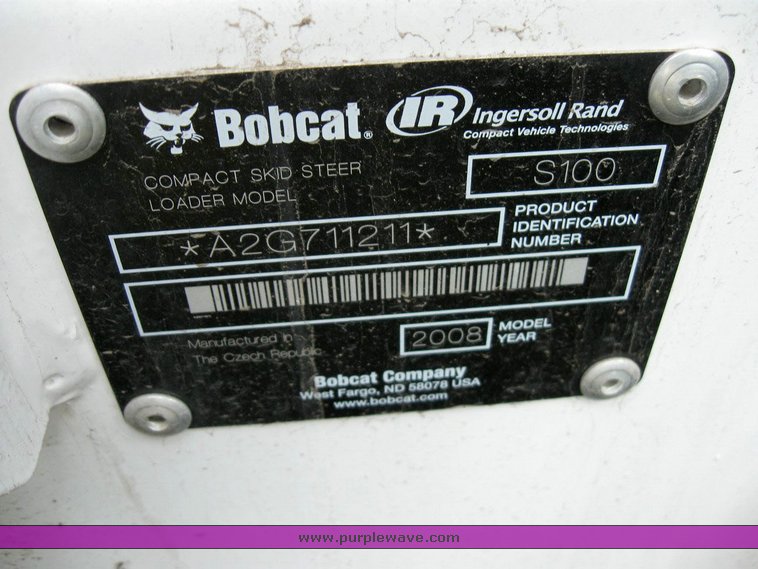 Bobcat.
IR Ingersoll Rand
Compact Vehicle Technologies
COMPACT SKID STEER
LOADER MODEL
S100
*A2G711211*
PRODUCT
IDENTIFICATION
NUMBER
Manufactured in
The Czech Republic
2008
MODEL
YEAR
Bobcat Company
West Fargo, ND 58078 USA
www.bobcat.com
www.purplewave.com